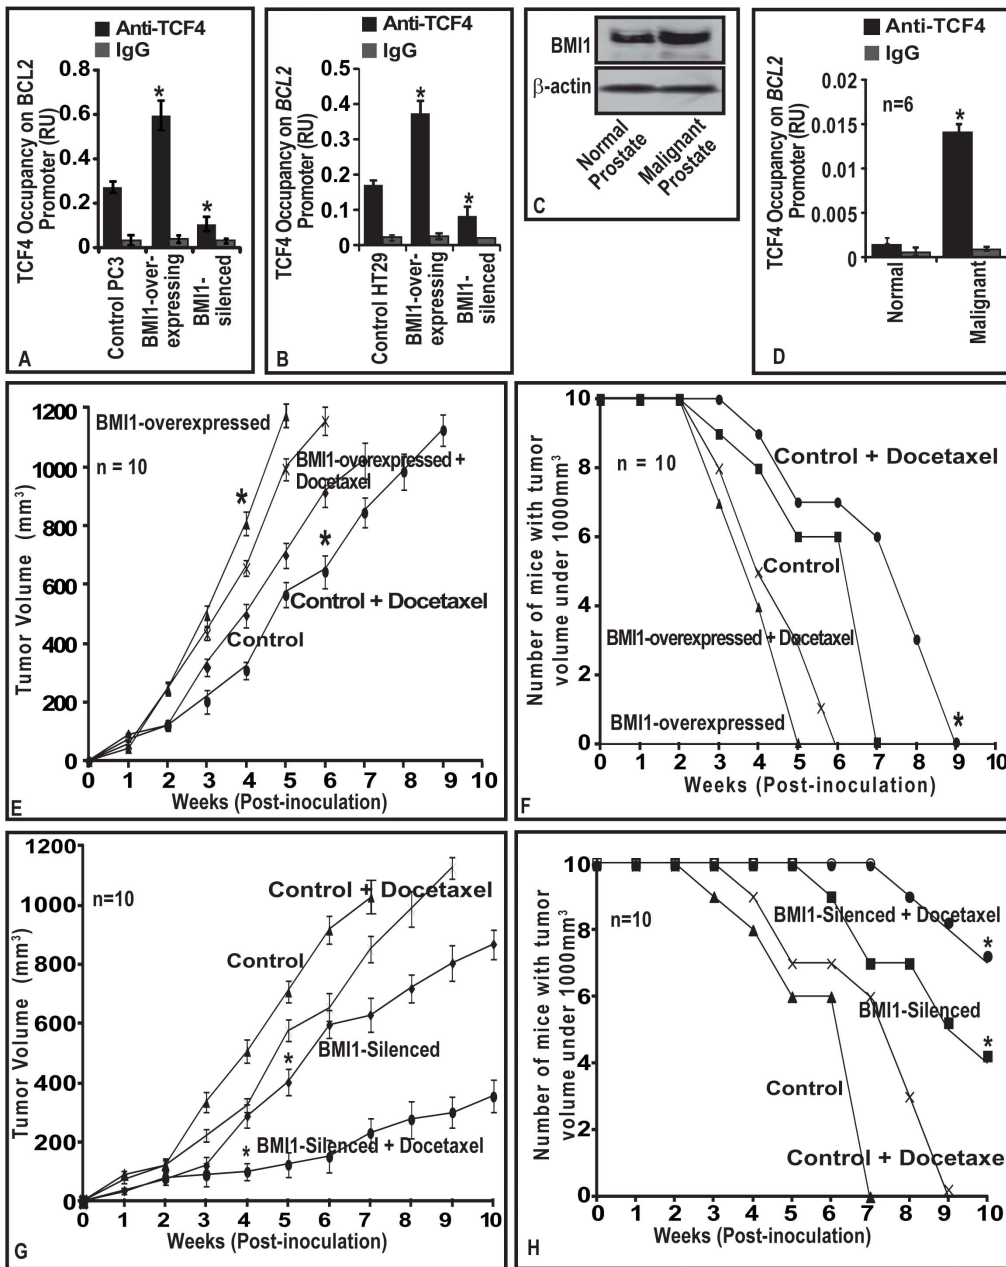 Anti-TCF4
IgG
TCF4 Occupancy on BCL2
Promoter (RU)
0.8
0.6
0.4
0.2
0
*
*
Control PC3
BMI1-over-
expressing
BMI1-
silenced
A
Anti-TCF4
IgG
TCF4 Occupancy on BCL2
Promoter (RU)
0.5
0.4
0.3
0.2
0.1
0
*
*
Control HT29
BMI1-over-
expressing
BMI1-
silenced
B
BMI1
β-actin
Normal
Prostate
Malignant
Prostate
C
Anti-TCF4
IgG
TCF4 Occupancy on BCL2
Promoter (RU)
0.02
0.015
0.01
0.005
0
n=6
*
Normal
Malignant
D
Tumor Volume (mm³)
1200
1000
800
600
400
200
0
BMI1-overexpressed
n = 10
BMI1-overexpressed +
Docetaxel
*
*
Control + Docetaxel
Control
0 1 2 3 4 5 6 7 8 9 10
Weeks (Post-inoculation)
E
Number of mice with tumor
volume under 1000mm³
10
8
6
4
2
0
n = 10
Control + Docetaxel
Control
BMI1-overexpressed + Docetaxel
BMI1-overexpressed
*
0 1 2 3 4 5 6 7 8 9 10
Weeks (Post-inoculation)
F
Tumor Volume (mm³)
1200
1000
800
600
400
200
0
n=10
Control + Docetaxel
Control
BMI1-Silenced
*
*
BMI1-Silenced + Docetaxel
0 1 2 3 4 5 6 7 8 9 10
Weeks (Post-inoculation)
G
Number of mice with tumor
volume under 1000mm³
10
8
6
4
2
0
n=10
BMI1-Silenced + Docetaxel
*
BMI1-Silenced
*
Control
Control + Docetaxe
0 1 2 3 4 5 6 7 8 9 10
Weeks (Post-inoculation)
H